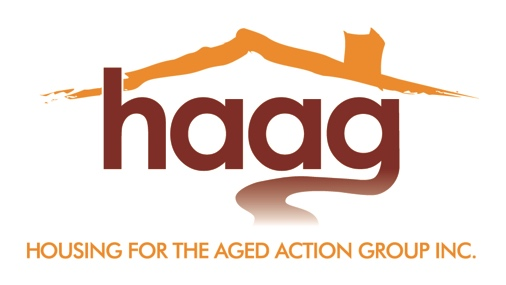 haag
HOUSING FOR THE AGED ACTION GROUP INC.